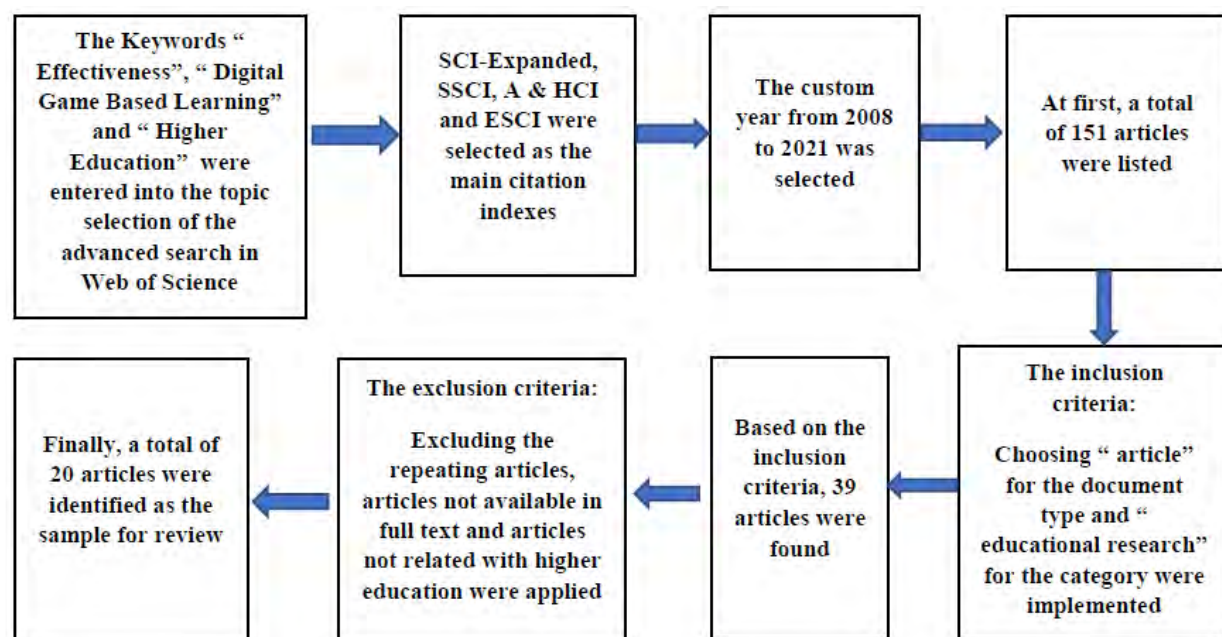 The Keywords “
Effectiveness”, “ Digital
Game Based Learning”
and “ Higher
Education” were
entered into the topic
selection of the
advanced search in
Web of Science
SCI-Expanded,
SSCI, A & HCI
and ESCI were
selected as the
main citation
indexes
The custom
year from 2008
to 2021 was
selected
At first, a total
of 151 articles
were listed
The inclusion
criteria:
Choosing “ article”
for the document
type and “
educational research”
for the category were
implemented
Based on the
inclusion
criteria, 39
articles were
found
The exclusion criteria:
Excluding the
repeating articles,
articles not available in
full text and articles
not related with higher
education were applied
Finally, a total of
20 articles were
identified as the
sample for review